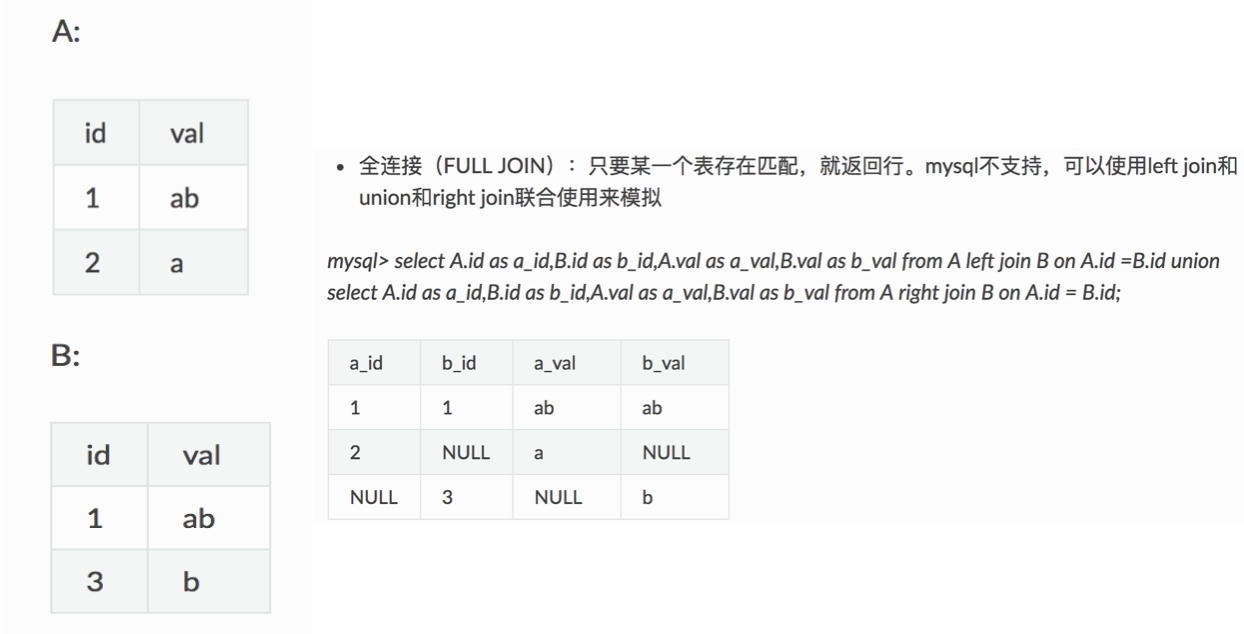 A:
id val
1 ab
2 a
B:
id val
1 ab
3 b
• 全连接（FULL JOIN）：只要某一个表存在匹配，就返回行。mysql不支持，可以使用left join和
union和right join联合使用来模拟
mysql> select A.id as a_id,B.id as b_id,A.val as a_val,B.val as b_val from A left join B on A.id =B.id union
select A.id as a_id,B.id as b_id,A.val as a_val,B.val as b_val from A right join B on A.id = B.id;
a_id b_id a_val b_val
1 1 ab ab
2 NULL a NULL
NULL 3 NULL b